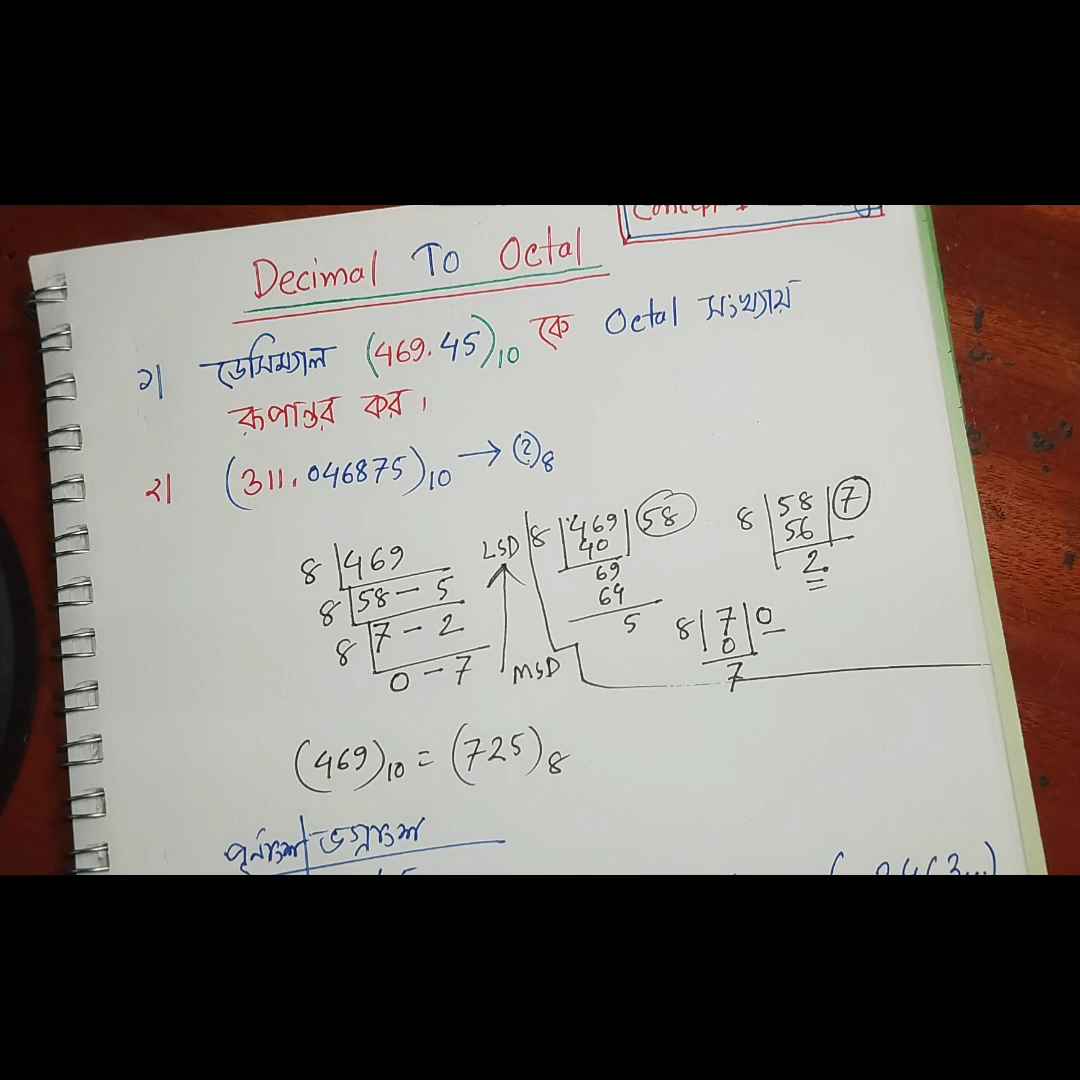 Concept
Decimal To Octal
১। ডেসিম্যাল (469.45)10 কে Octal সংখ্যায়
রূপান্তর কর।
২। (311.046875)10 → (?)8
8 469
8 58 - 5
8 7 - 2
0 - 7
LSD
MSD
8 469 58
40
69
64
5
8 58 7
56
2
8 7 0
0
7
(469)10 = (725)8
পূর্নাংশ ভগ্নাংশ